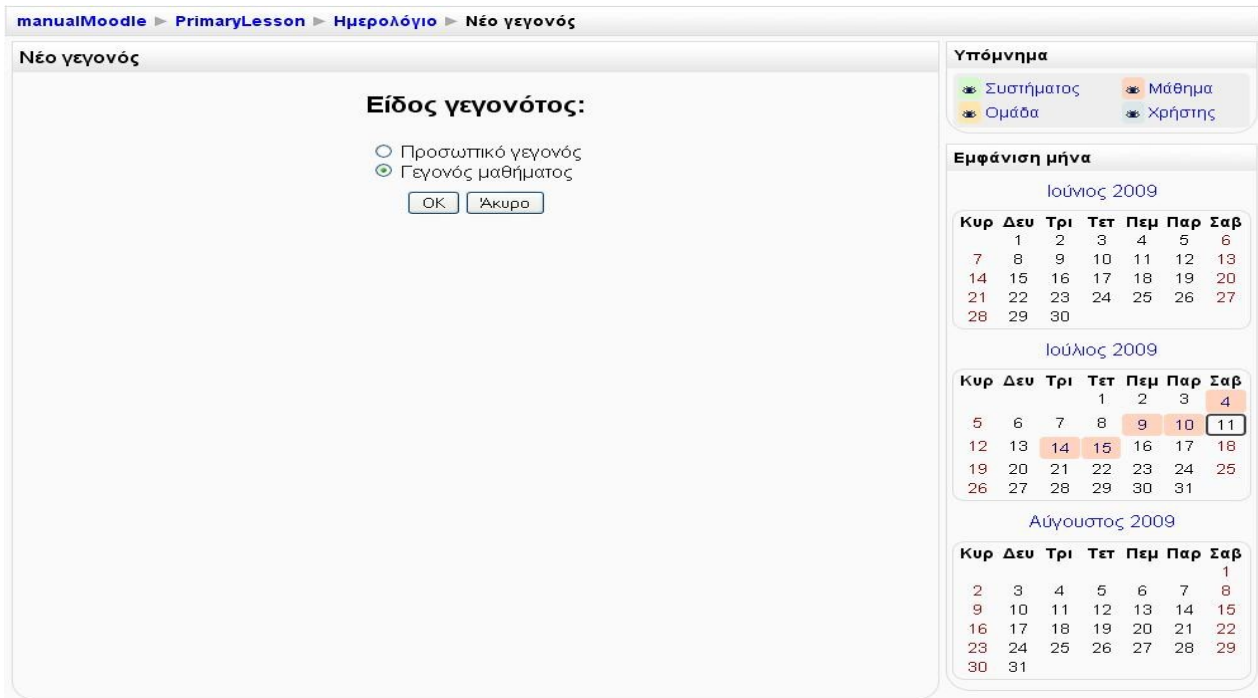 manualMoodle ► PrimaryLesson ► Ημερολόγιο ► Νέο γεγονός
Νέο γεγονός
Είδος γεγονότος:
Προσωπικό γεγονός
Γεγονός μαθήματος
OK Άκυρο
Υπόμνημα
Συστήματος Μάθημα
Ομάδα Χρήστης
Εμφάνιση μήνα
Ιούνιος 2009
Κυρ Δευ Τρι Τετ Πεμ Παρ Σαβ
1 2 3 4 5 6
7 8 9 10 11 12 13
14 15 16 17 18 19 20
21 22 23 24 25 26 27
28 29 30
Ιούλιος 2009
Κυρ Δευ Τρι Τετ Πεμ Παρ Σαβ
1 2 3 4
5 6 7 8 9 10 11
12 13 14 15 16 17 18
19 20 21 22 23 24 25
26 27 28 29 30 31
Αύγουστος 2009
Κυρ Δευ Τρι Τετ Πεμ Παρ Σαβ
1
2 3 4 5 6 7 8
9 10 11 12 13 14 15
16 17 18 19 20 21 22
23 24 25 26 27 28 29
30 31